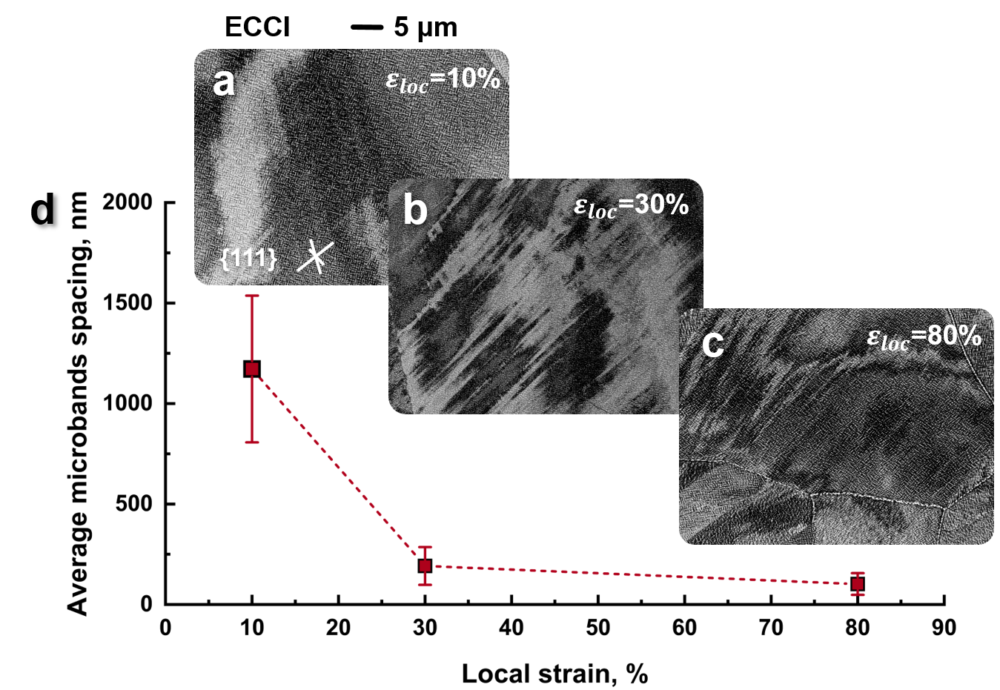 ECCI 5 µm
a
εloc=10%
{111}
b
εloc=30%
c
εloc=80%
d
Average microbands spacing, nm
2000
1500
1000
500
0
0 10 20 30 40 50 60 70 80 90
Local strain, %